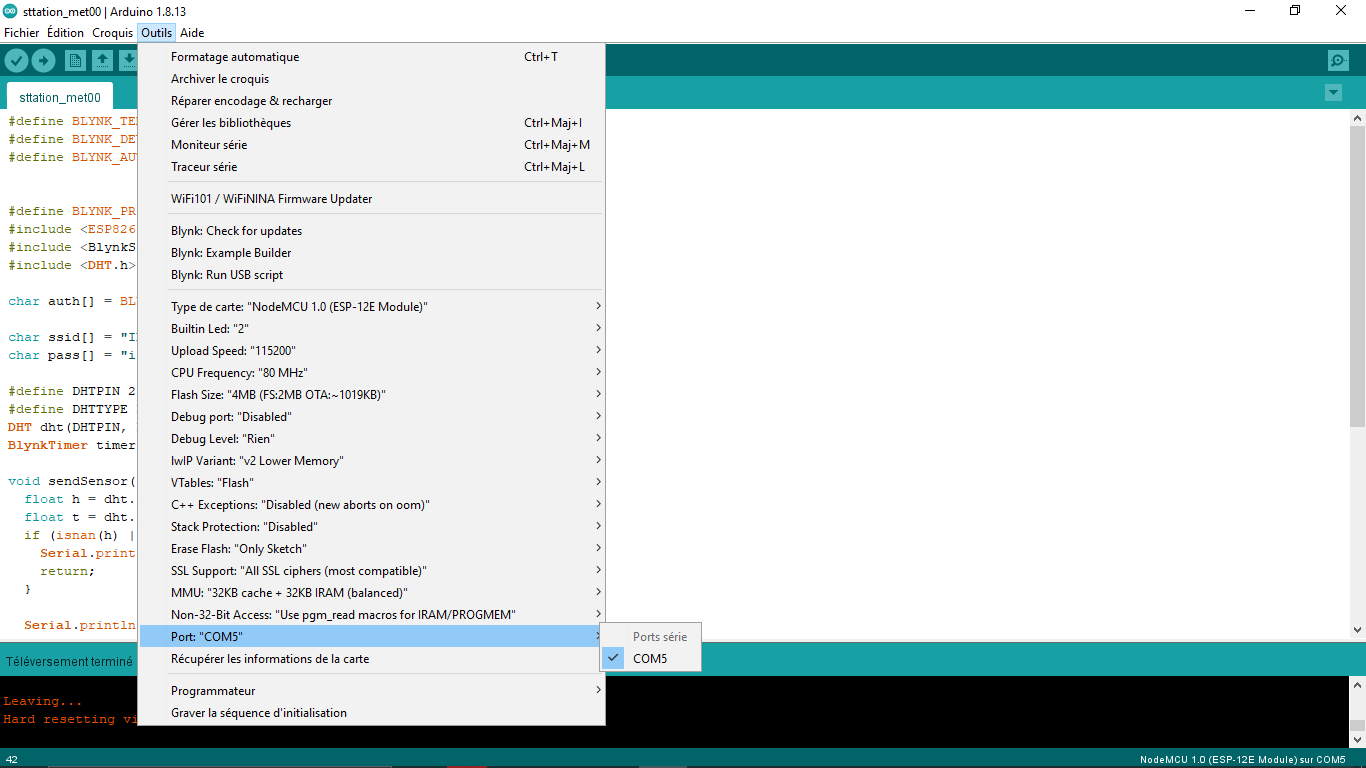 sttation_met00 | Arduino 1.8.13
Fichier Édition Croquis Outils Aide
sttation_met00
#define BLYNK_TE
#define BLYNK_DE
#define BLYNK_AU
#define BLYNK_PR
#include <ESP826
#include <BlynkS
#include <DHT.h>
char auth[] = BL
char ssid[] = "I
char pass[] = "i
#define DHTPIN 2
#define DHTTYPE
DHT dht(DHTPIN,
BlynkTimer timer
void sendSensor(
float h = dht.
float t = dht.
if (isnan(h) |
Serial.print
return;
}
Serial.println
Formatage automatique Ctrl+T
Archiver le croquis
Réparer encodage & recharger
Gérer les bibliothèques Ctrl+Maj+I
Moniteur série Ctrl+Maj+M
Traceur série Ctrl+Maj+L
WiFi101 / WiFiNINA Firmware Updater
Blynk: Check for updates
Blynk: Example Builder
Blynk: Run USB script
Type de carte: "NodeMCU 1.0 (ESP-12E Module)"
Builtin Led: "2"
Upload Speed: "115200"
CPU Frequency: "80 MHz"
Flash Size: "4MB (FS:2MB OTA:~1019KB)"
Debug port: "Disabled"
Debug Level: "Rien"
lwIP Variant: "v2 Lower Memory"
VTables: "Flash"
C++ Exceptions: "Disabled (new aborts on oom)"
Stack Protection: "Disabled"
Erase Flash: "Only Sketch"
SSL Support: "All SSL ciphers (most compatible)"
MMU: "32KB cache + 32KB IRAM (balanced)"
Non-32-Bit Access: "Use pgm_read macros for IRAM/PROGMEM"
Port: "COM5"
Récupérer les informations de la carte
Programmateur
Graver la séquence d'initialisation
Ports série
COM5
Téléversement terminé
Leaving...
Hard resetting vi
42
NodeMCU 1.0 (ESP-12E Module) sur COM5